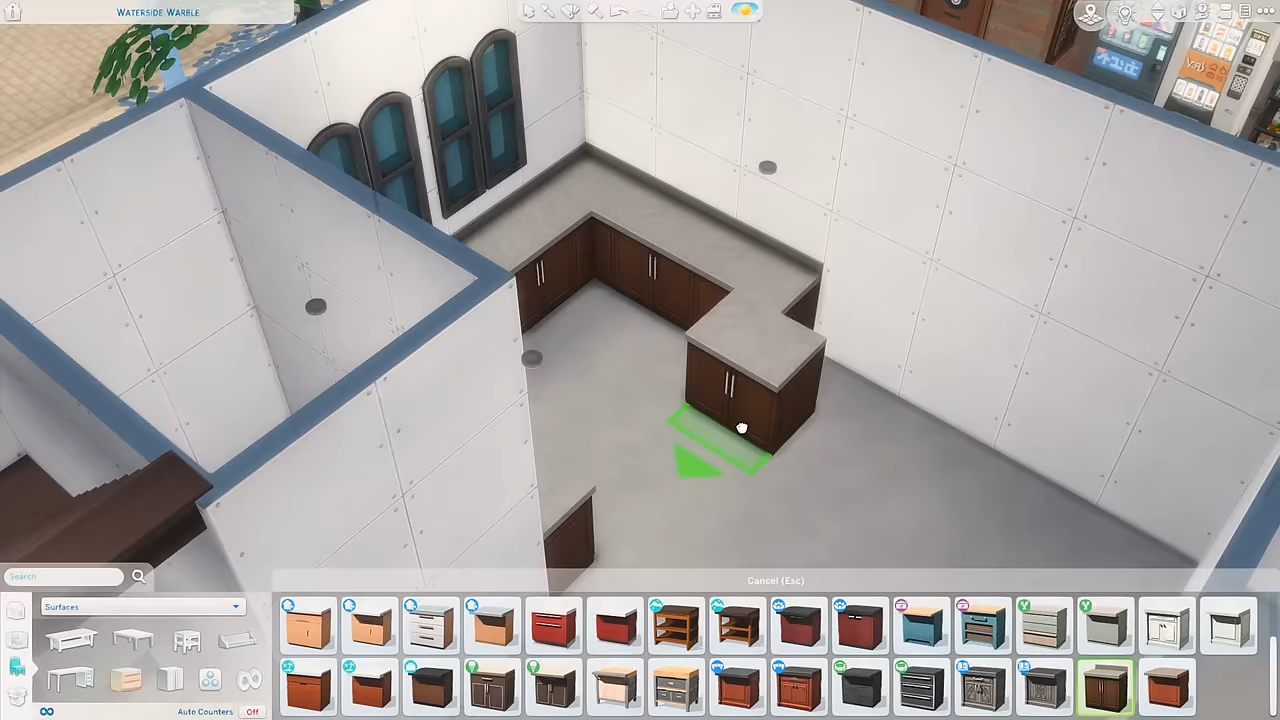 WATERSIDE WARBLE
Cancel (Esc)
Search
Surfaces
Auto Counters
Off